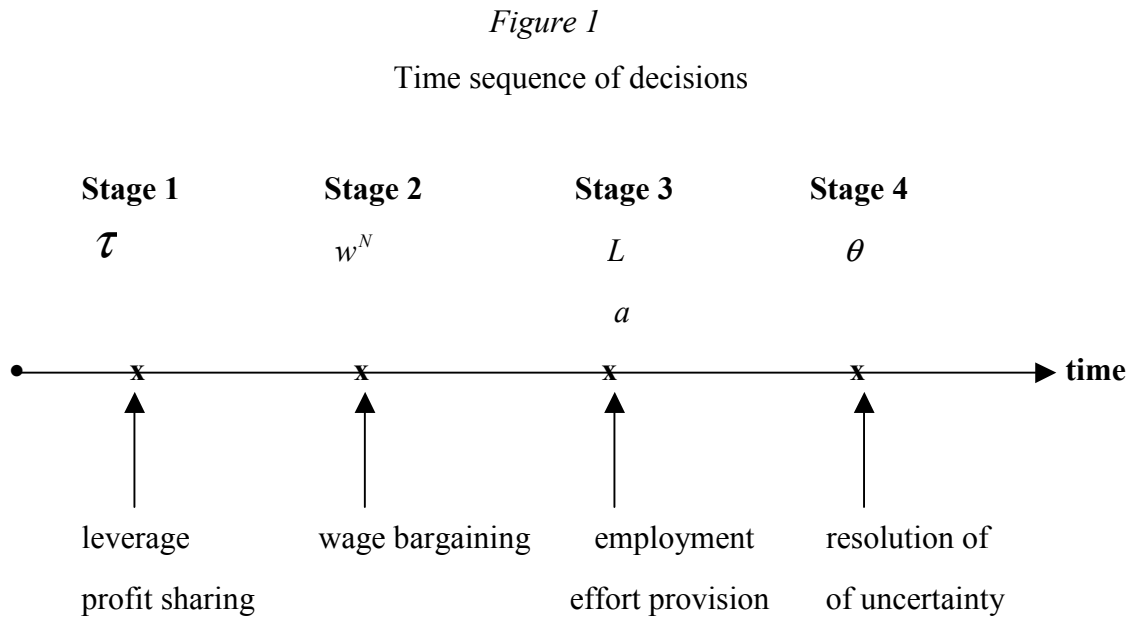 Figure 1
Time sequence of decisions
Stage 1 Stage 2 Stage 3 Stage 4
τ w^N L θ
a
x x x x time
leverage wage bargaining employment resolution of
profit sharing effort provision of uncertainty